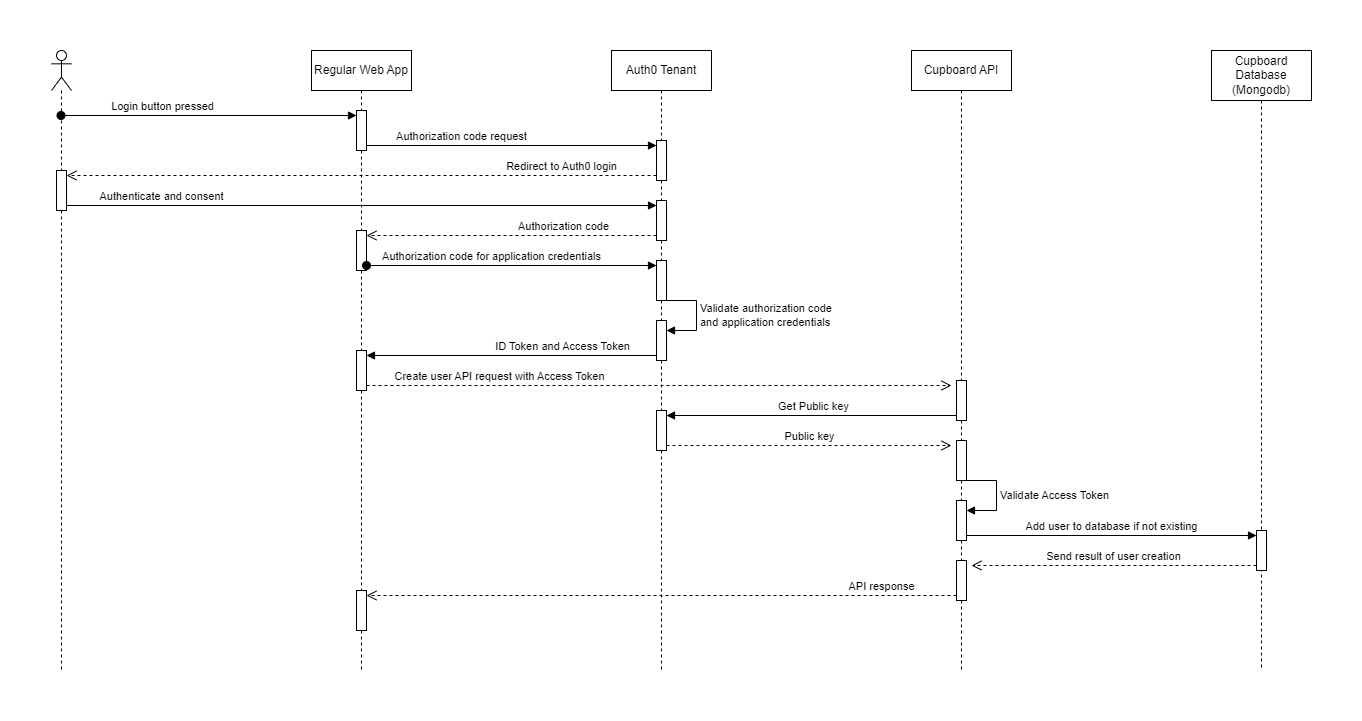 Regular Web App
Auth0 Tenant
Cupboard API
Cupboard
Database
(Mongodb)
Login button pressed
Authorization code request
Redirect to Auth0 login
Authenticate and consent
Authorization code
Authorization code for application credentials
Validate authorization code
and application credentials
ID Token and Access Token
Create user API request with Access Token
Get Public key
Public key
Validate Access Token
Add user to database if not existing
Send result of user creation
API response